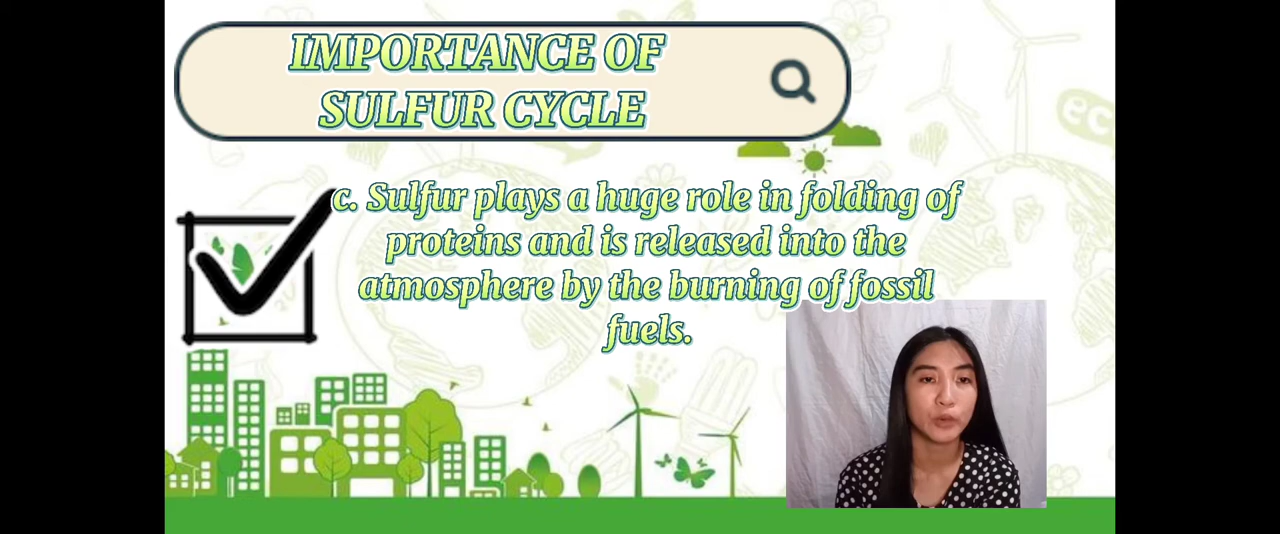 IMPORTANCE OF
SULFUR CYCLE
ec
c. Sulfur plays a huge role in folding of
proteins and is released into the
atmosphere by the burning of fossil
fuels.